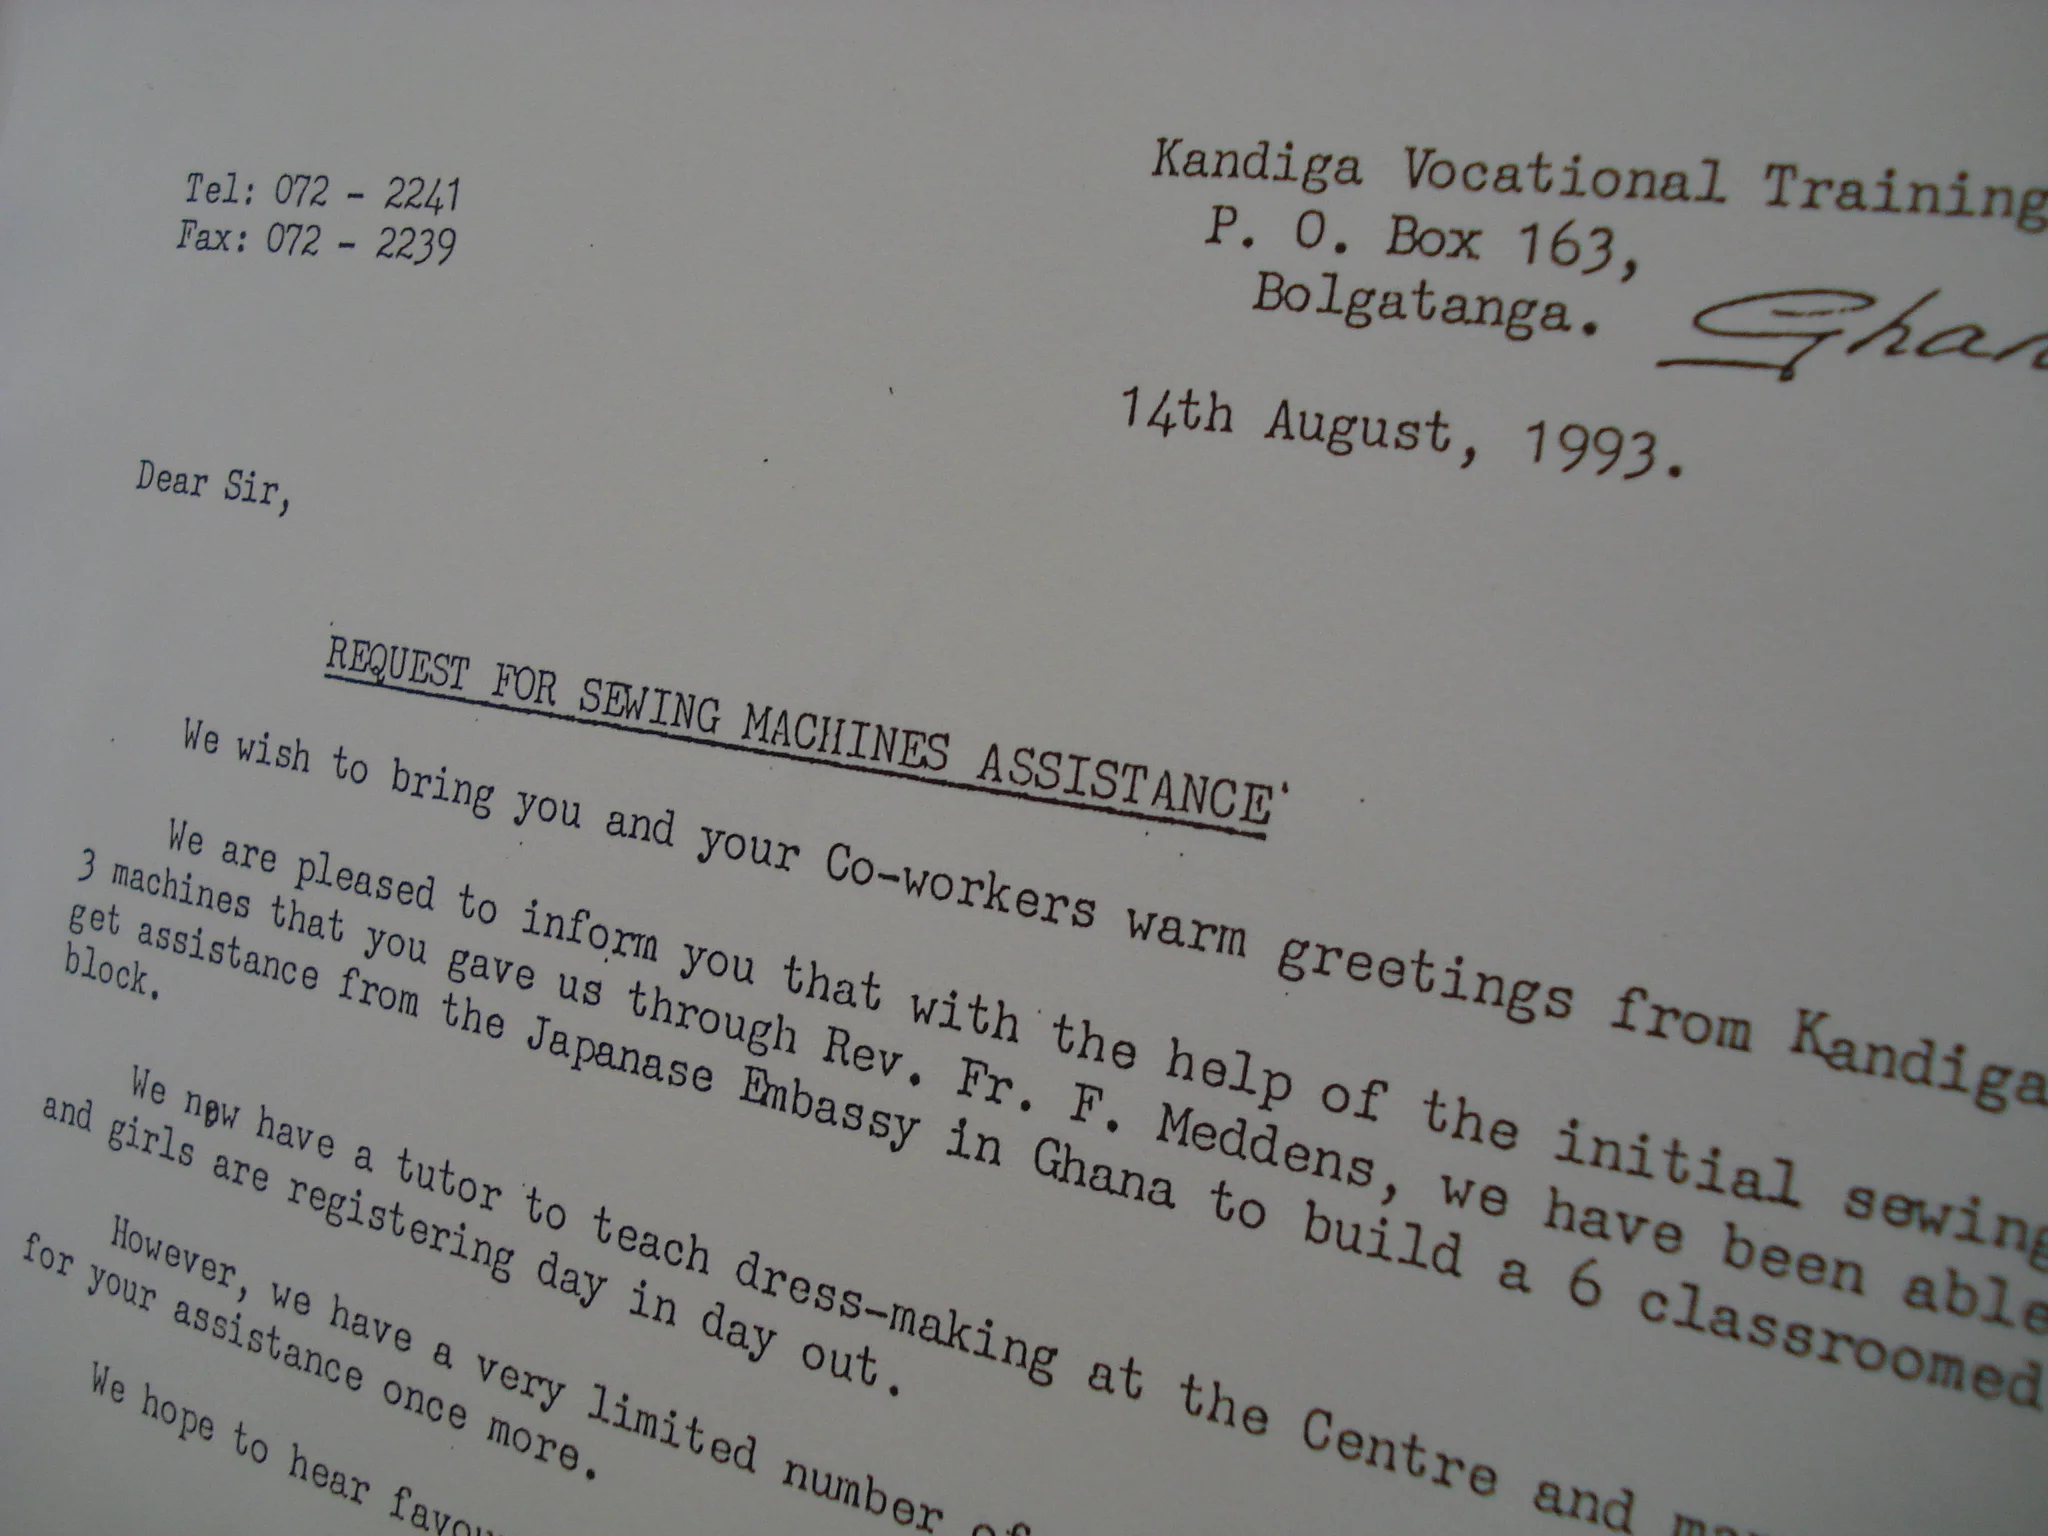 Tel: 072 - 2241
Fax: 072 - 2239
Kandiga Vocational Training
P. O. Box 163,
Bolgatanga.
14th August, 1993.
Dear Sir,
REQUEST FOR SEWING MACHINES ASSISTANCE
We wish to bring you and your Co-workers warm greetings from Kandiga
We are pleased to inform you that with the help of the initial sewing
3 machines that you gave us through Rev. Fr. F. Meddens, we have been able
get assistance from the Japanase Embassy in Ghana to build a 6 classroomed
block.
We now have a tutor to teach dress-making at the Centre and
and girls are registering day in day out.
However, we have a very limited number of
for your assistance once more.
We hope to hear